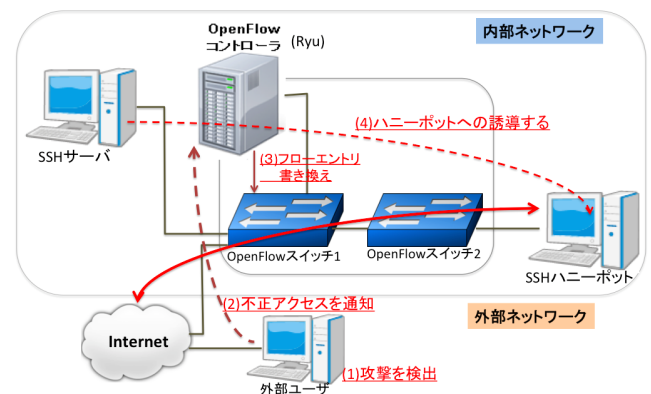 OpenFlow
コントローラ (Ryu)
内部ネットワーク
SSHサーバ
(4)ハニーポットへの誘導する
(3)フローエントリ
書き換え
OpenFlowスイッチ1
OpenFlowスイッチ2
SSHハニーポット
(2)不正アクセスを通知
外部ネットワーク
Internet
(1)攻撃を検出
外部ユーザ